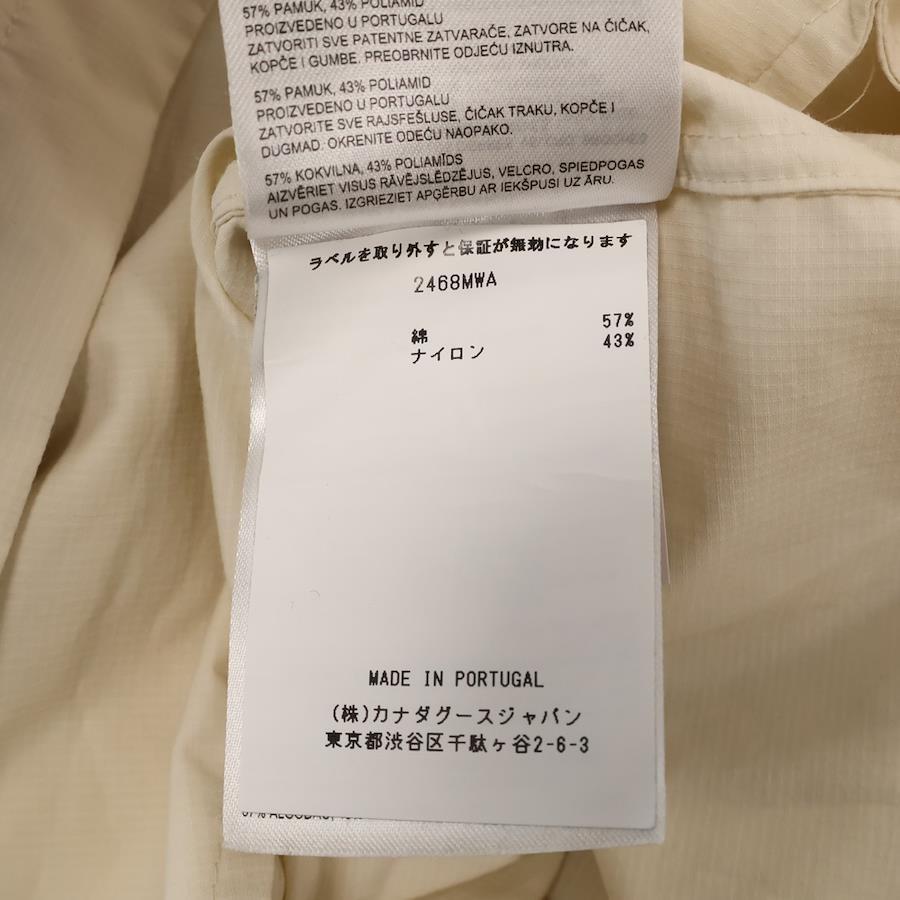 57% PAMUK, 43% POLIAMID
PROIZVEDENO U PORTUGALU
ZATVORITI SVE PATENTNE ZATVARAČE, ZATVORE NA ČIČAK,
KOPČE I GUMBE. PREOBRNITE ODJEĆU IZNUTRA.
57% PAMUK, 43% POLIAMID
PROIZVEDENO U PORTUGALU
ZATVORITE SVE RAJSFEŠLUSE, ČIČAK TRAKU, KOPČE I
DUGMAD. OKRENITE ODEĆU NAOPAKO.
57% KOKVILNA, 43% POLIAMĪDS
AIZVĒRIET VISUS RĀVĒJSLĒDZĒJUS, VELCRO, SPIEDPOGAS
UN POGAS. IZGRIEZIET APĢĒRBU AR IEKŠPUSI UZ ĀRU.
ラベルを取り外すと保証が無効になります
2468MWA
綿 57%
ナイロン 43%
MADE IN PORTUGAL
(株)カナダグースジャパン
東京都渋谷区千駄ヶ谷2-6-3